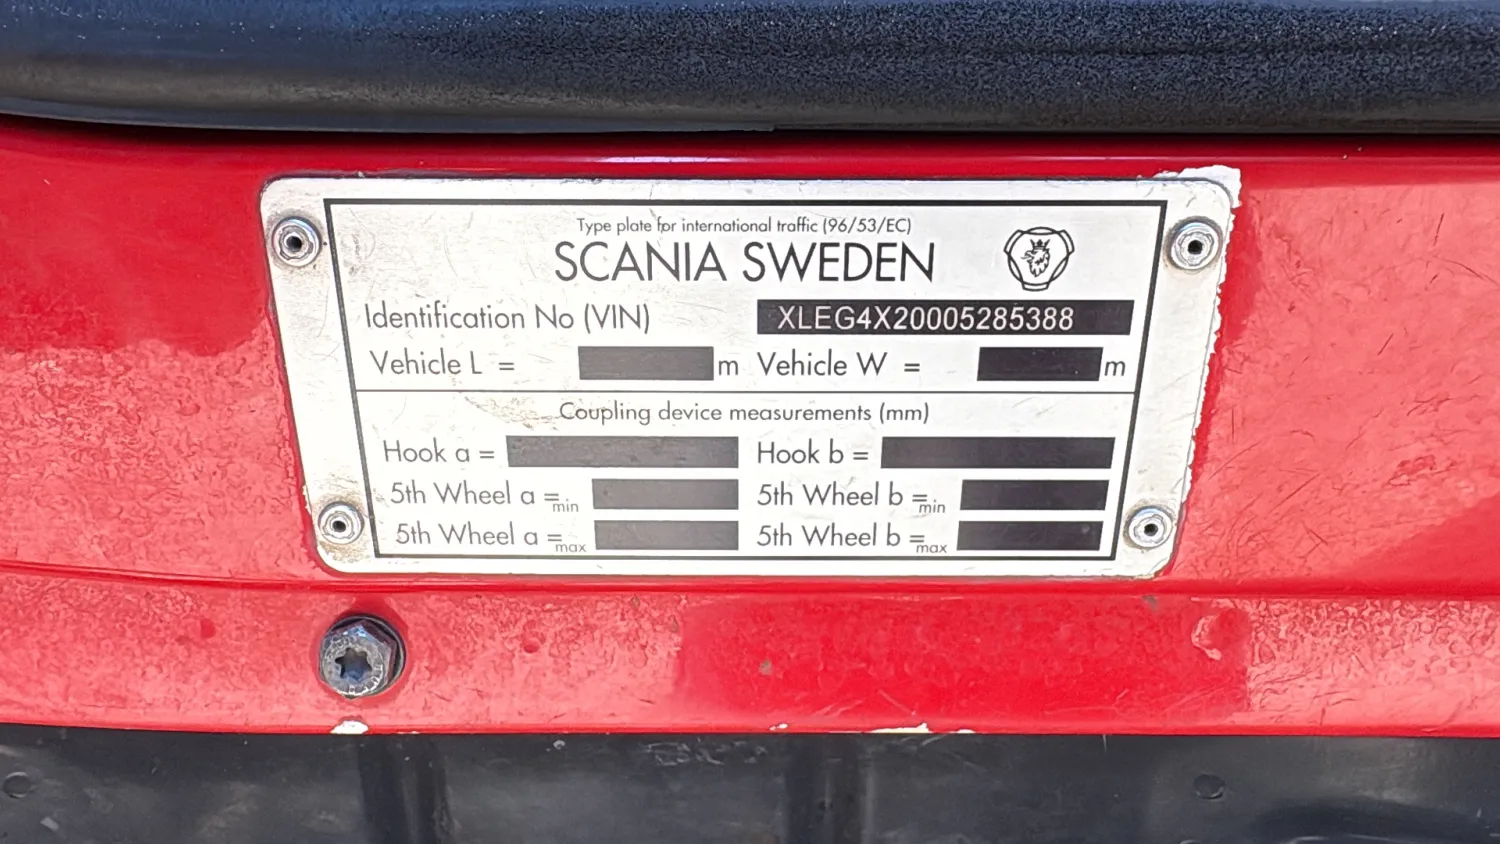 Type plate for international traffic (96/53/EC)
SCANIA SWEDEN
Identification No (VIN) XLEG4X20005285388
Vehicle L = m Vehicle W = m
Coupling device measurements (mm)
Hook a = Hook b =
5th Wheel a = min 5th Wheel b = min
5th Wheel a = max 5th Wheel b = max